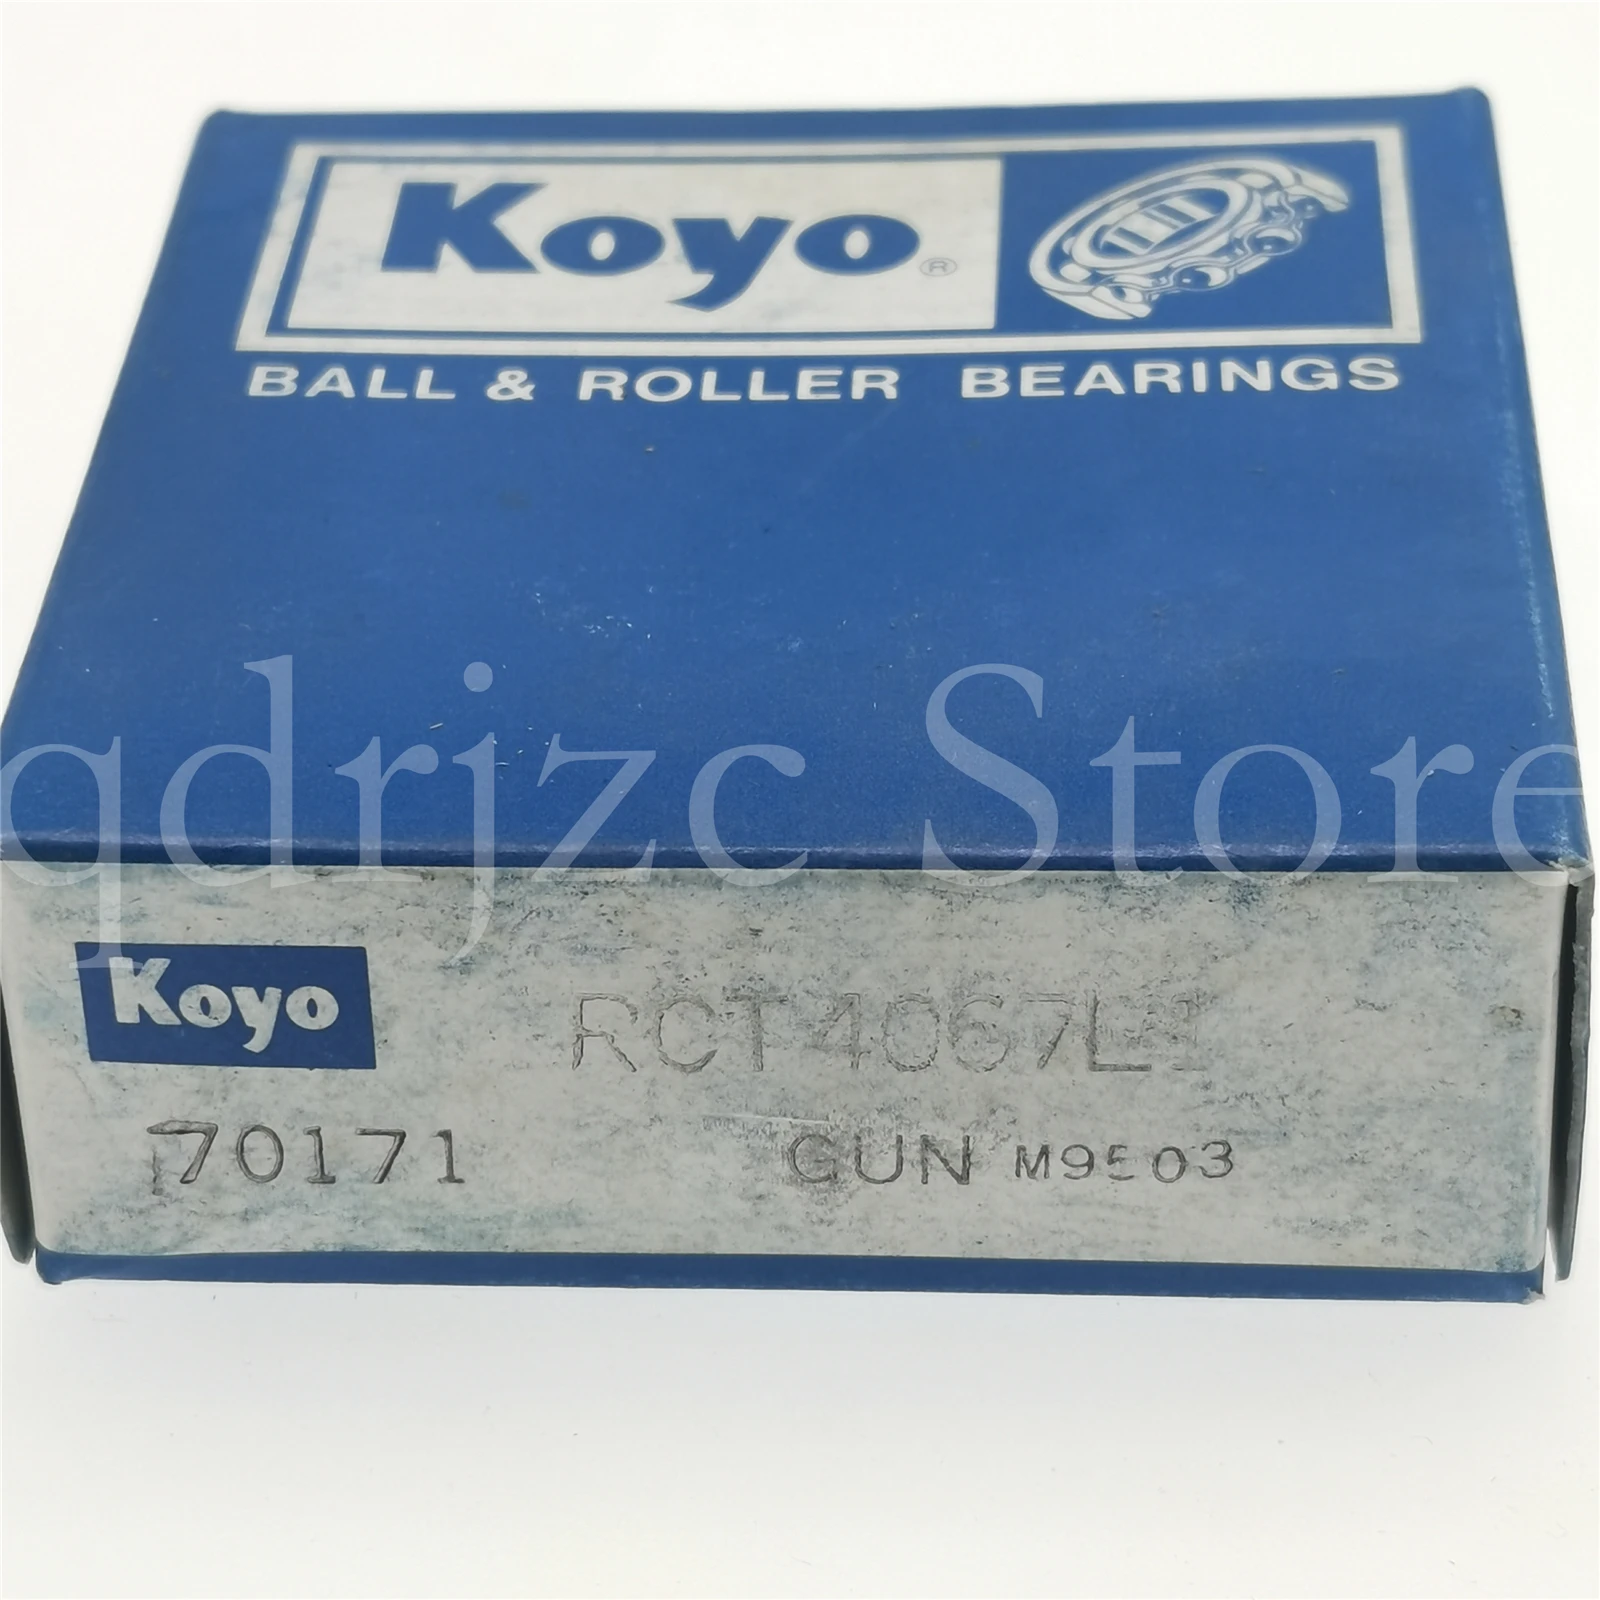 Koyo®
BALL & ROLLER BEARINGS
qdrjzc Store
Koyo
RCT4067L1
70171 GUN M9503